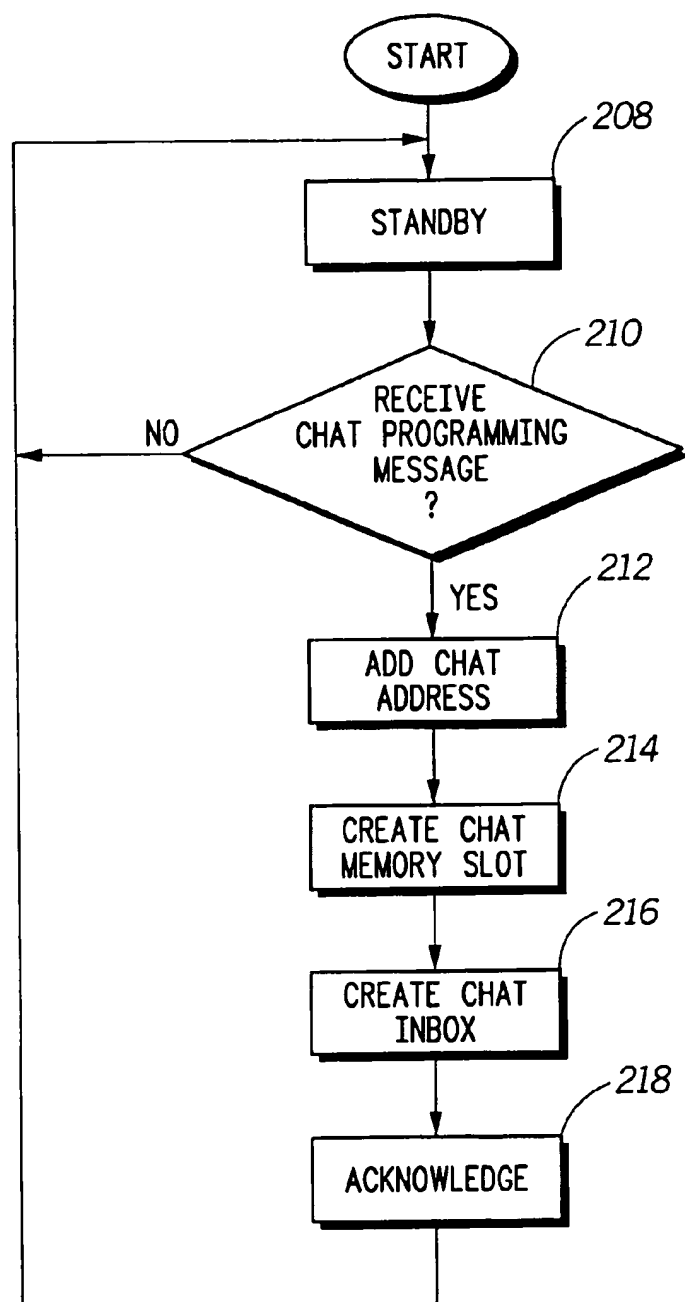 START
208
STANDBY
210
RECEIVE
CHAT PROGRAMMING
MESSAGE
?
NO
YES
212
ADD CHAT
ADDRESS
214
CREATE CHAT
MEMORY SLOT
216
CREATE CHAT
INBOX
218
ACKNOWLEDGE